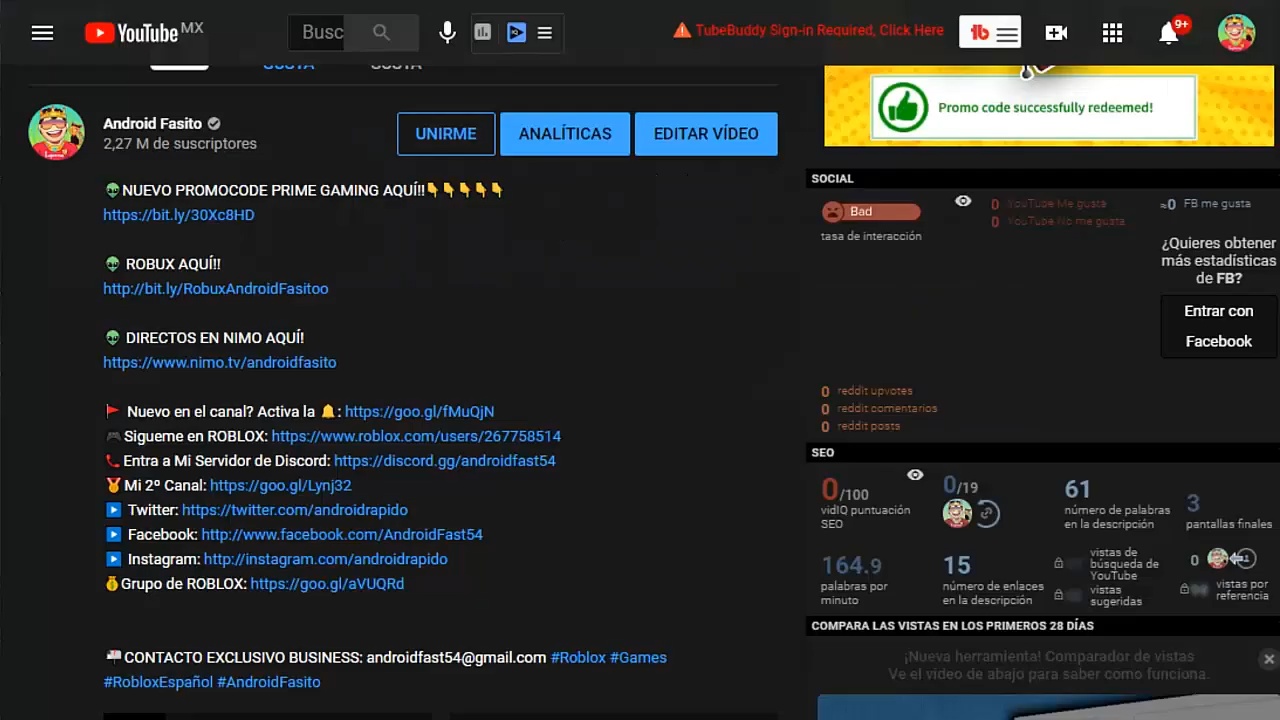 YouTube MX
Busc
TubeBuddy Sign-in Required, Click Here
tb
9+
GUSTA
GUSTA
Android Fasito
2,27 M de suscriptores
UNIRME
ANALÍTICAS
EDITAR VÍDEO
NUEVO PROMOCODE PRIME GAMING AQUÍ!!
https://bit.ly/30Xc8HD
ROBUX AQUÍ!!
http://bit.ly/RobuxAndroidFasitoo
DIRECTOS EN NIMO AQUÍ!
https://www.nimo.tv/androidfasito
Nuevo en el canal? Activa la : https://goo.gl/fMuQjN
Sigueme en ROBLOX: https://www.roblox.com/users/267758514
Entra a Mi Servidor de Discord: https://discord.gg/androidfast54
Mi 2º Canal: https://goo.gl/Lynj32
Twitter: https://twitter.com/androidrapido
Facebook: http://www.facebook.com/AndroidFast54
Instagram: http://instagram.com/androidrapido
Grupo de ROBLOX: https://goo.gl/aVUQRd
CONTACTO EXCLUSIVO BUSINESS: androidfast54@gmail.com #Roblox #Games
#RobloxEspañol #AndroidFasito
Promo code successfully redeemed!
SOCIAL
Bad
tasa de interacción
0 YouTube Me gusta
0 YouTube No me gusta
≈0 FB me gusta
¿Quieres obtener
más estadísticas
de FB?
Entrar con
Facebook
0 reddit upvotes
0 reddit comentarios
0 reddit posts
SEO
0/100
vidIQ puntuación
SEO
0/19
61
número de palabras
en la descripción
3
pantallas finales
164.9
palabras por
minuto
15
número de enlaces
en la descripción
vistas de
búsqueda de
YouTube
vistas
sugeridas
0
vistas por
referencia
COMPARA LAS VISTAS EN LOS PRIMEROS 28 DÍAS
¡Nueva herramienta! Comparador de vistas
Ve el video de abajo para saber como funciona.